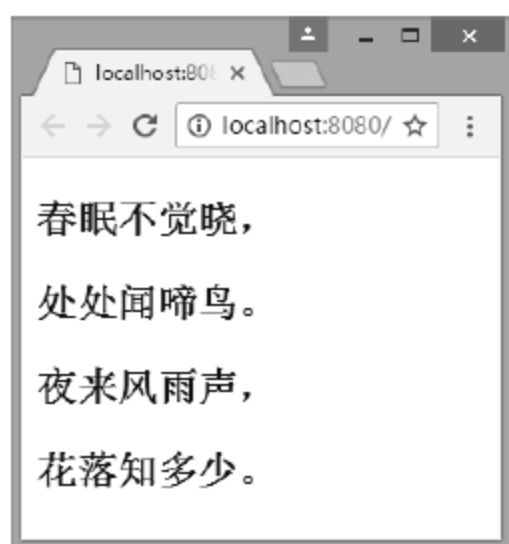 localhost:808
localhost:8080/
春眠不觉晓，
处处闻啼鸟。
夜来风雨声，
花落知多少。